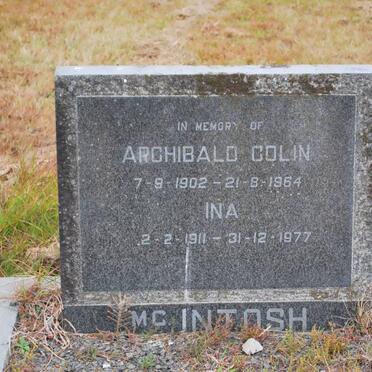 IN MEMORY OF
ARCHIBALD COLIN
7-9-1902 - 21-8-1964
INA
2-2-1911 - 31-12-1977
MC INTOSH